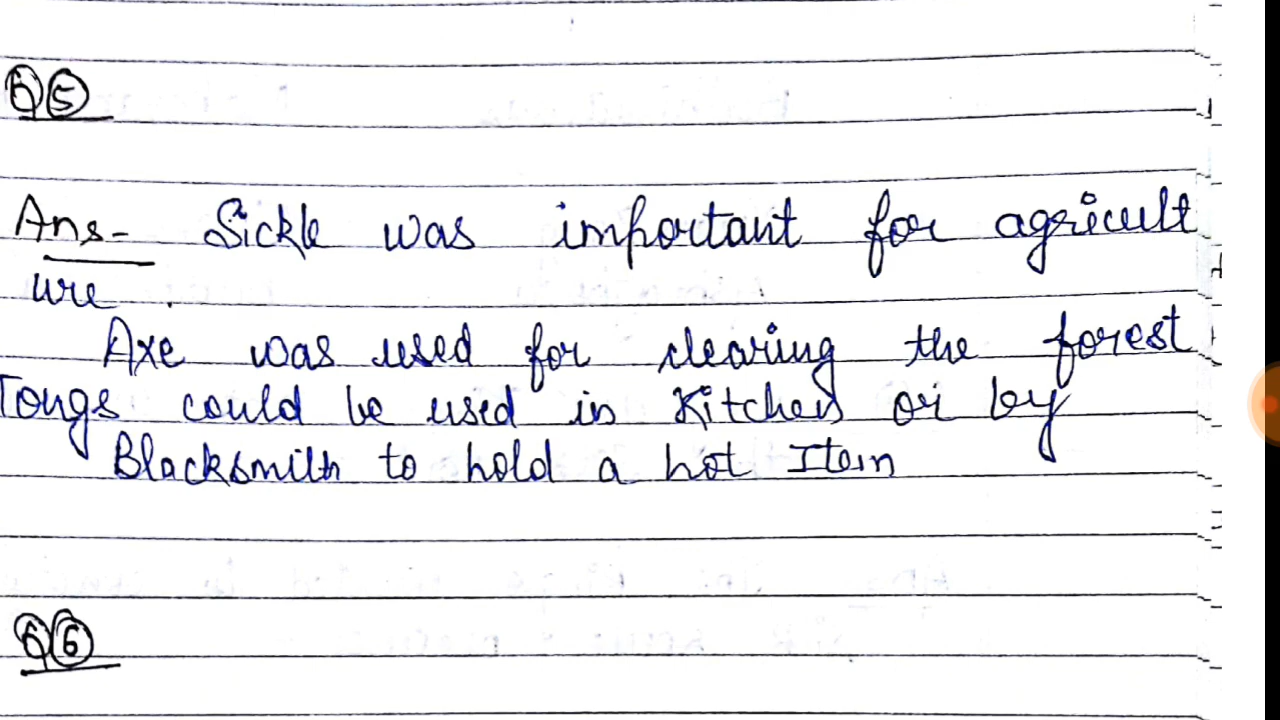 Q5
Ans- Sickle was important for agricult
ure .
Axe was used for clearing the forest
Tongs could be used in Kitchen or by
Blacksmith to hold a hot Item
Q6